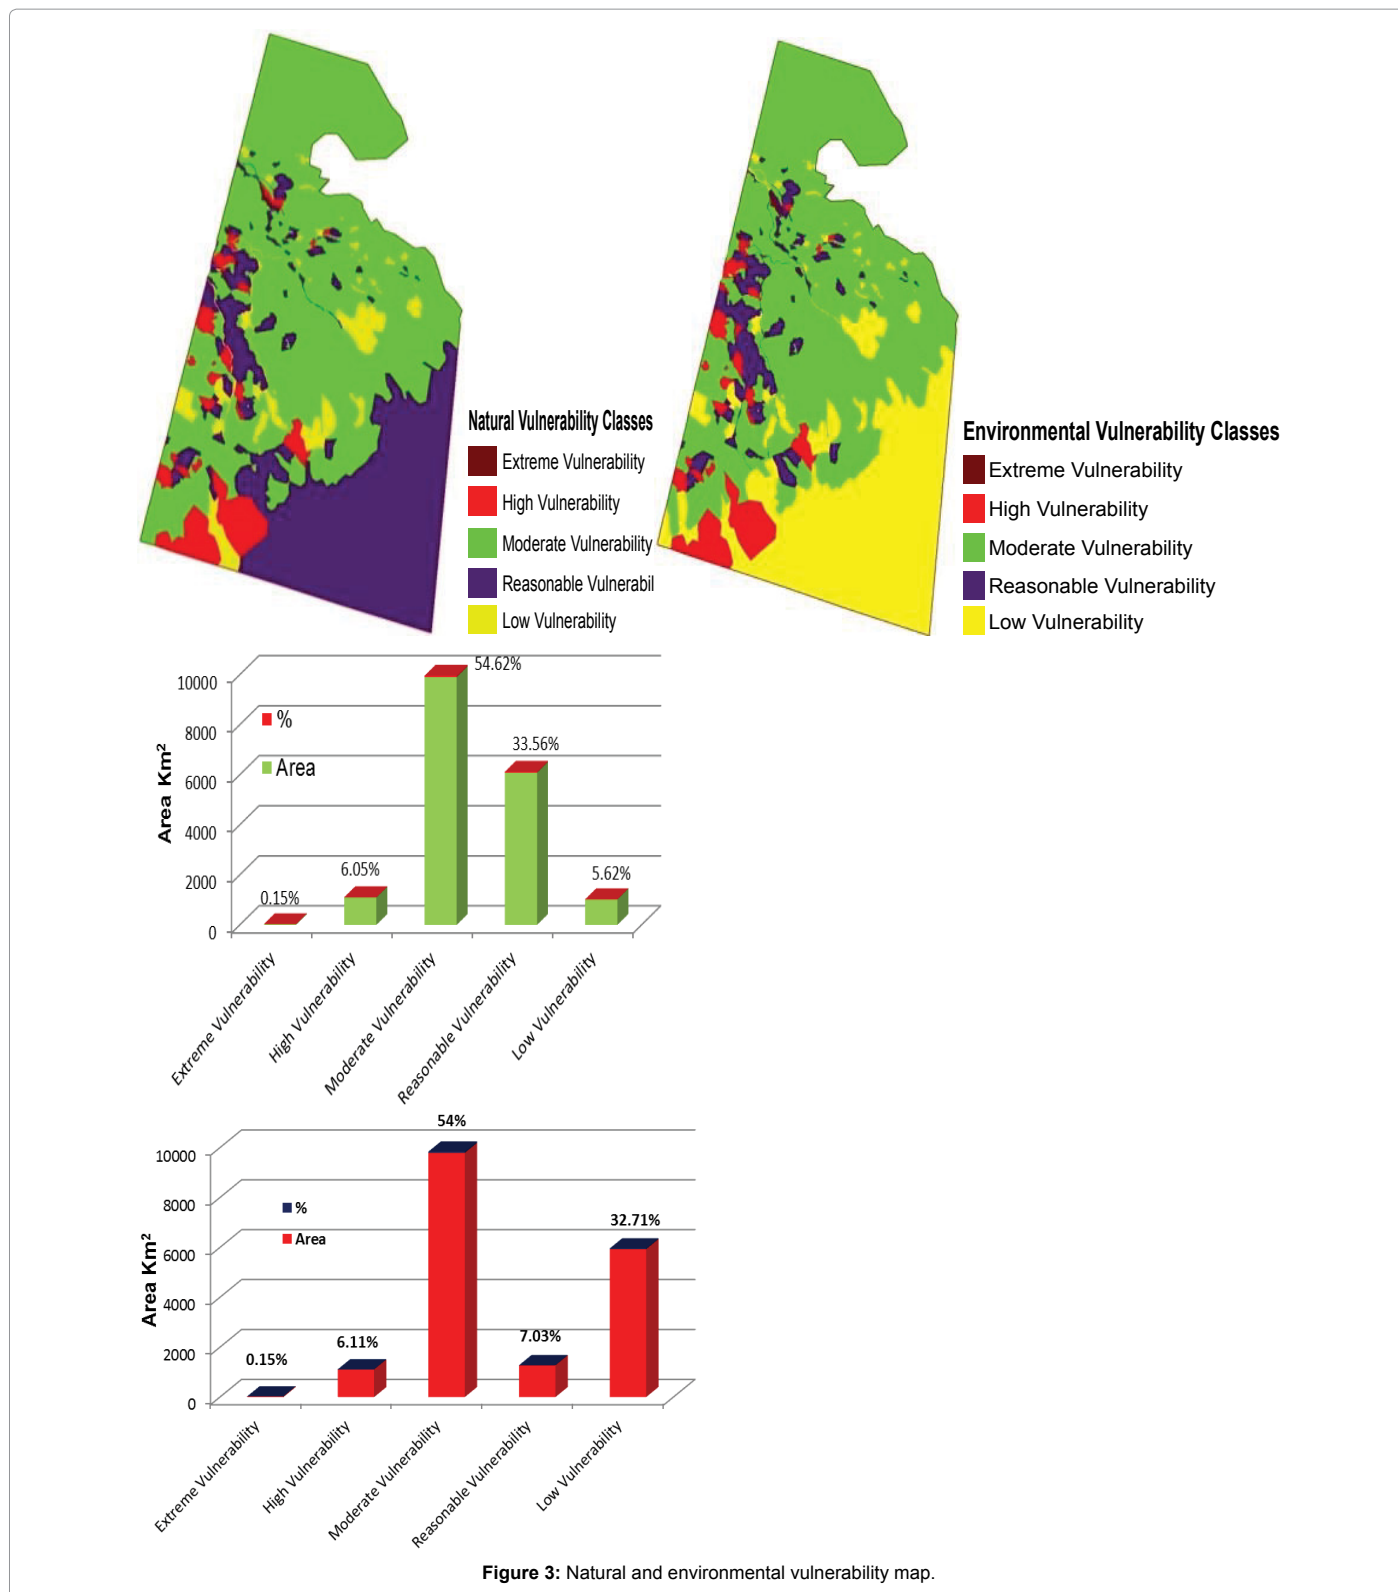 Natural Vulnerability Classes
Extreme Vulnerability
High Vulnerability
Moderate Vulnerability
Reasonable Vulnerabil
Low Vulnerability
Environmental Vulnerability Classes
Extreme Vulnerability
High Vulnerability
Moderate Vulnerability
Reasonable Vulnerability
Low Vulnerability
Area Km²
10000
8000
6000
4000
2000
0
%
Area
0.15%
6.05%
54.62%
33.56%
5.62%
Extreme Vulnerability
High Vulnerability
Moderate Vulnerability
Reasonable Vulnerability
Low Vulnerability
Area Km²
10000
8000
6000
4000
2000
0
%
Area
0.15%
6.11%
54%
7.03%
32.71%
Extreme Vulnerability
High Vulnerability
Moderate Vulnerability
Reasonable Vulnerability
Low Vulnerability
Figure 3: Natural and environmental vulnerability map.